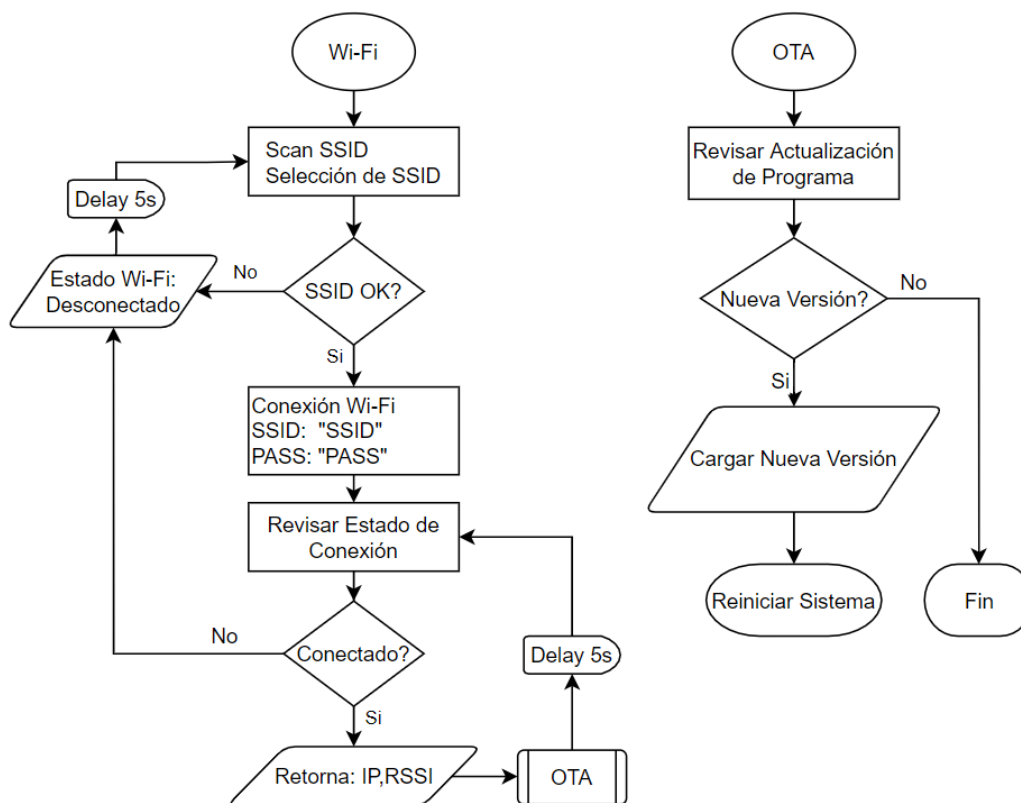 Wi-Fi
Scan SSID
Selección de SSID
Delay 5s
Estado Wi-Fi:
Desconectado
No
SSID OK?
Si
Conexión Wi-Fi
SSID:  "SSID"
PASS: "PASS"
Revisar Estado de
Conexión
No
Conectado?
Delay 5s
Si
Retorna: IP,RSSI
OTA
OTA
Revisar Actualización
de Programa
Nueva Versión?
No
Si
Cargar Nueva Versión
Reiniciar Sistema
Fin